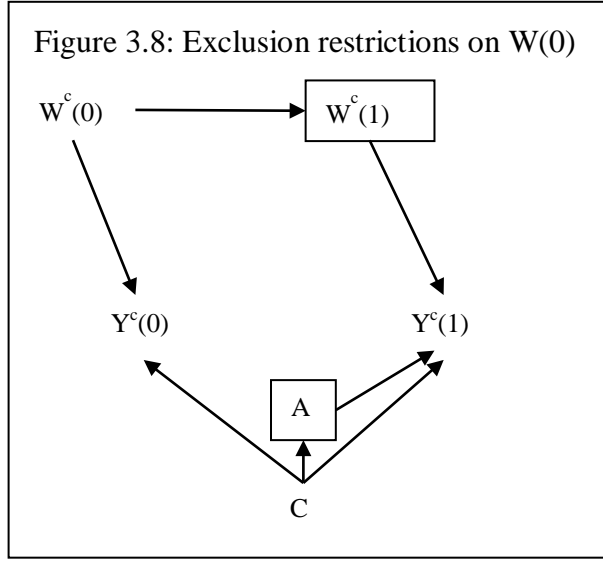 Figure 3.8: Exclusion restrictions on W(0)
W^c(0) W^c(1)
Y^c(0) Y^c(1)
A
C